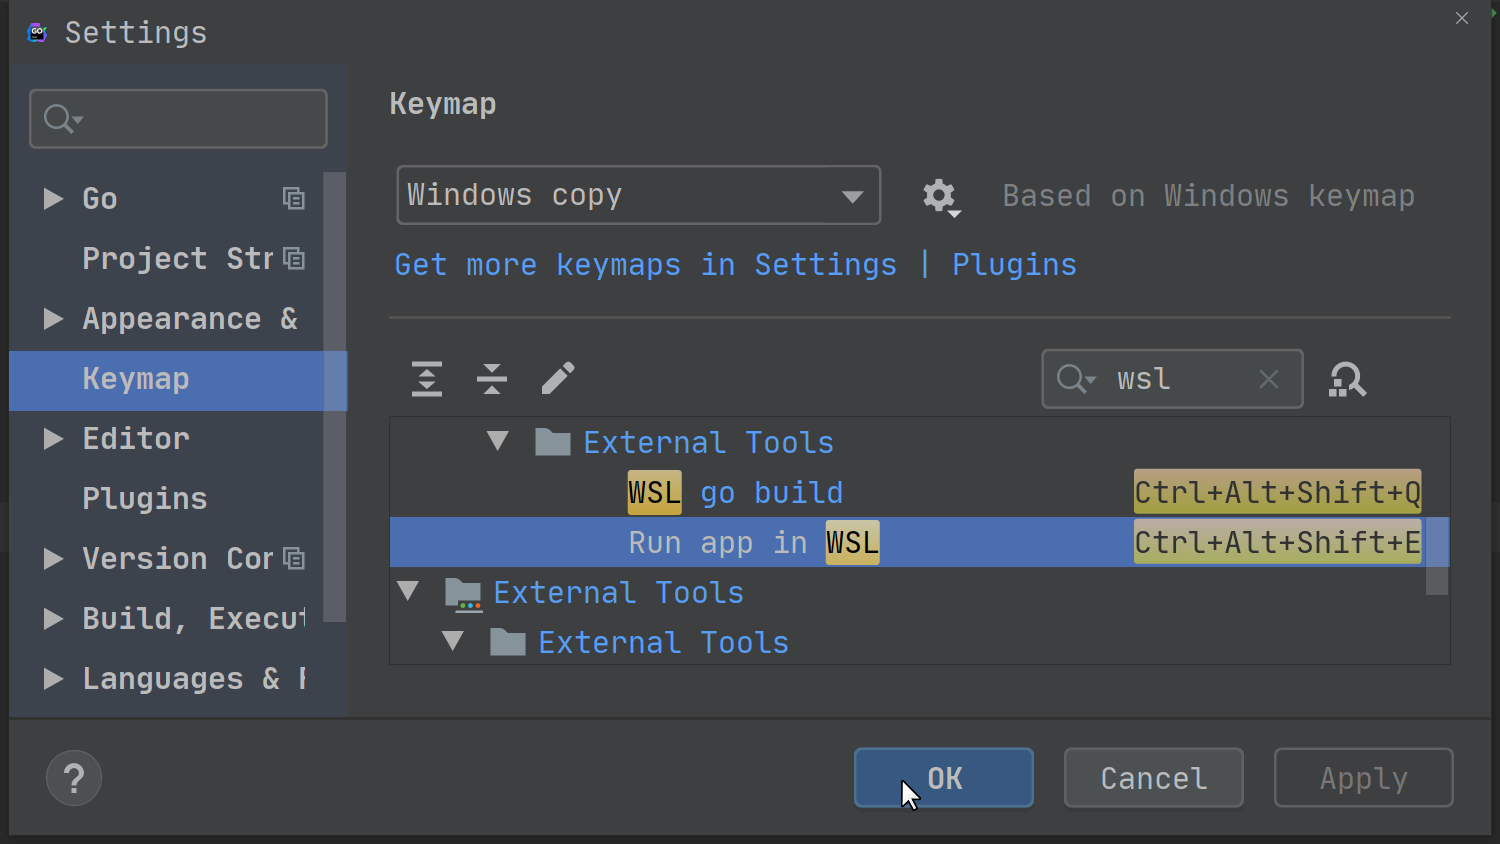 GO Settings
Go
Project Str
Appearance &
Keymap
Editor
Plugins
Version Cor
Build, Execut
Languages & F
Keymap
Windows copy
Based on Windows keymap
Get more keymaps in Settings | Plugins
wsl
External Tools
WSL go build Ctrl+Alt+Shift+Q
Run app in WSL Ctrl+Alt+Shift+E
External Tools
External Tools
?
OK
Cancel
Apply